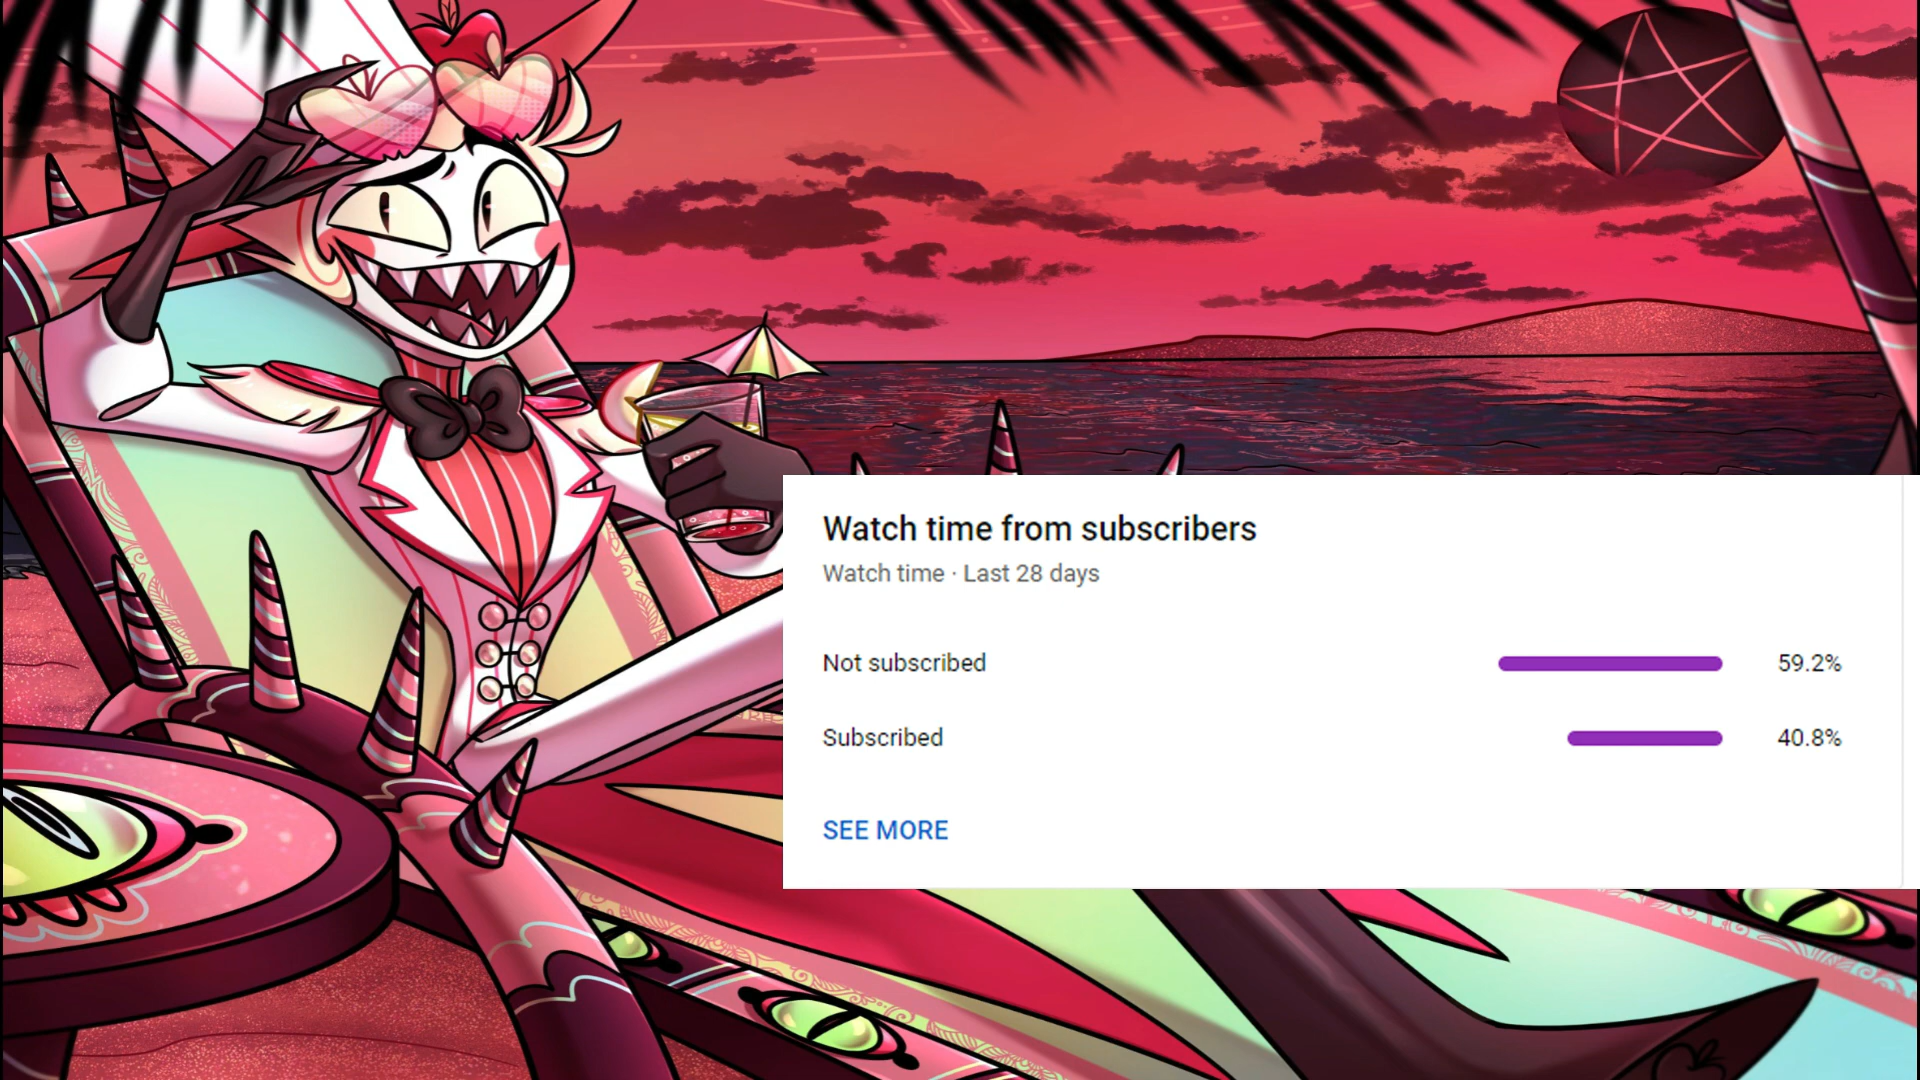 Watch time from subscribers
Watch time · Last 28 days
Not subscribed 59.2%
Subscribed 40.8%
SEE MORE